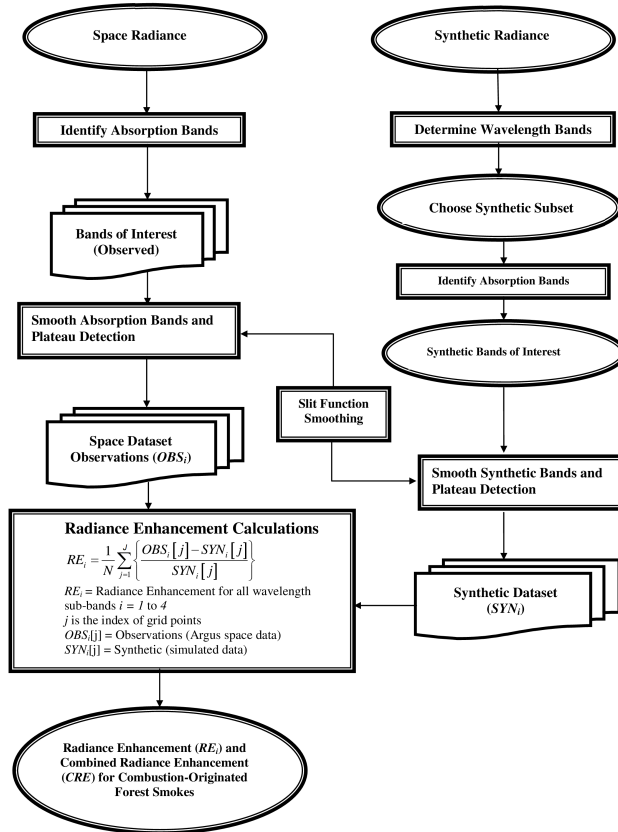 Space Radiance
Identify Absorption Bands
Bands of Interest
(Observed)
Smooth Absorption Bands and
Plateau Detection
Space Dataset
Observations (OBSᵢ)
Synthetic Radiance
Determine Wavelength Bands
Choose Synthetic Subset
Identify Absorption Bands
Synthetic Bands of Interest
Slit Function
Smoothing
Smooth Synthetic Bands and
Plateau Detection
Synthetic Dataset
(SYNᵢ)
Radiance Enhancement Calculations
REᵢ = 1/N ∑_{j=1}^{J} { (OBSᵢ[j] − SYNᵢ[j]) / SYNᵢ[j] }
REᵢ = Radiance Enhancement for all wavelength
sub-bands i = 1 to 4
j is the index of grid points
OBSᵢ[j] = Observations (Argus space data)
SYNᵢ[j] = Synthetic (simulated data)
Radiance Enhancement (REᵢ) and
Combined Radiance Enhancement
(CRE) for Combustion-Originated
Forest Smokes